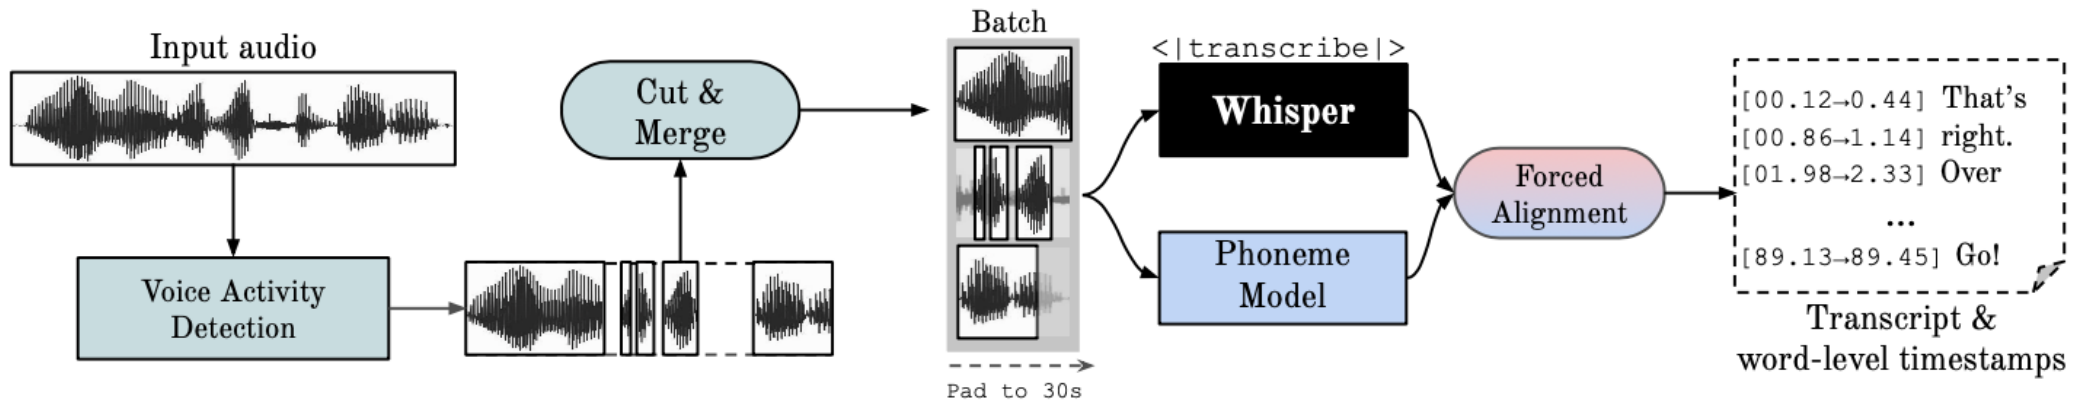 Input audio
Voice Activity
Detection
Cut &
Merge
Batch
Pad to 30s
<|transcribe|>
Whisper
Phoneme
Model
Forced
Alignment
[00.12→0.44] That's
[00.86→1.14] right.
[01.98→2.33] Over
...
[89.13→89.45] Go!
Transcript &
word-level timestamps